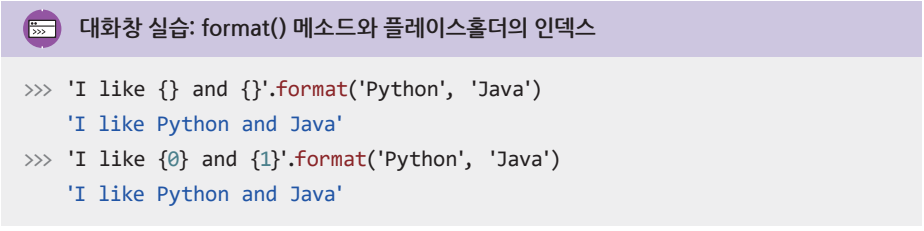 대화창 실습: format() 메소드와 플레이스홀더의 인덱스
>>> 'I like {} and {}'.format('Python', 'Java')
'I like Python and Java'
>>> 'I like {0} and {1}'.format('Python', 'Java')
'I like Python and Java'